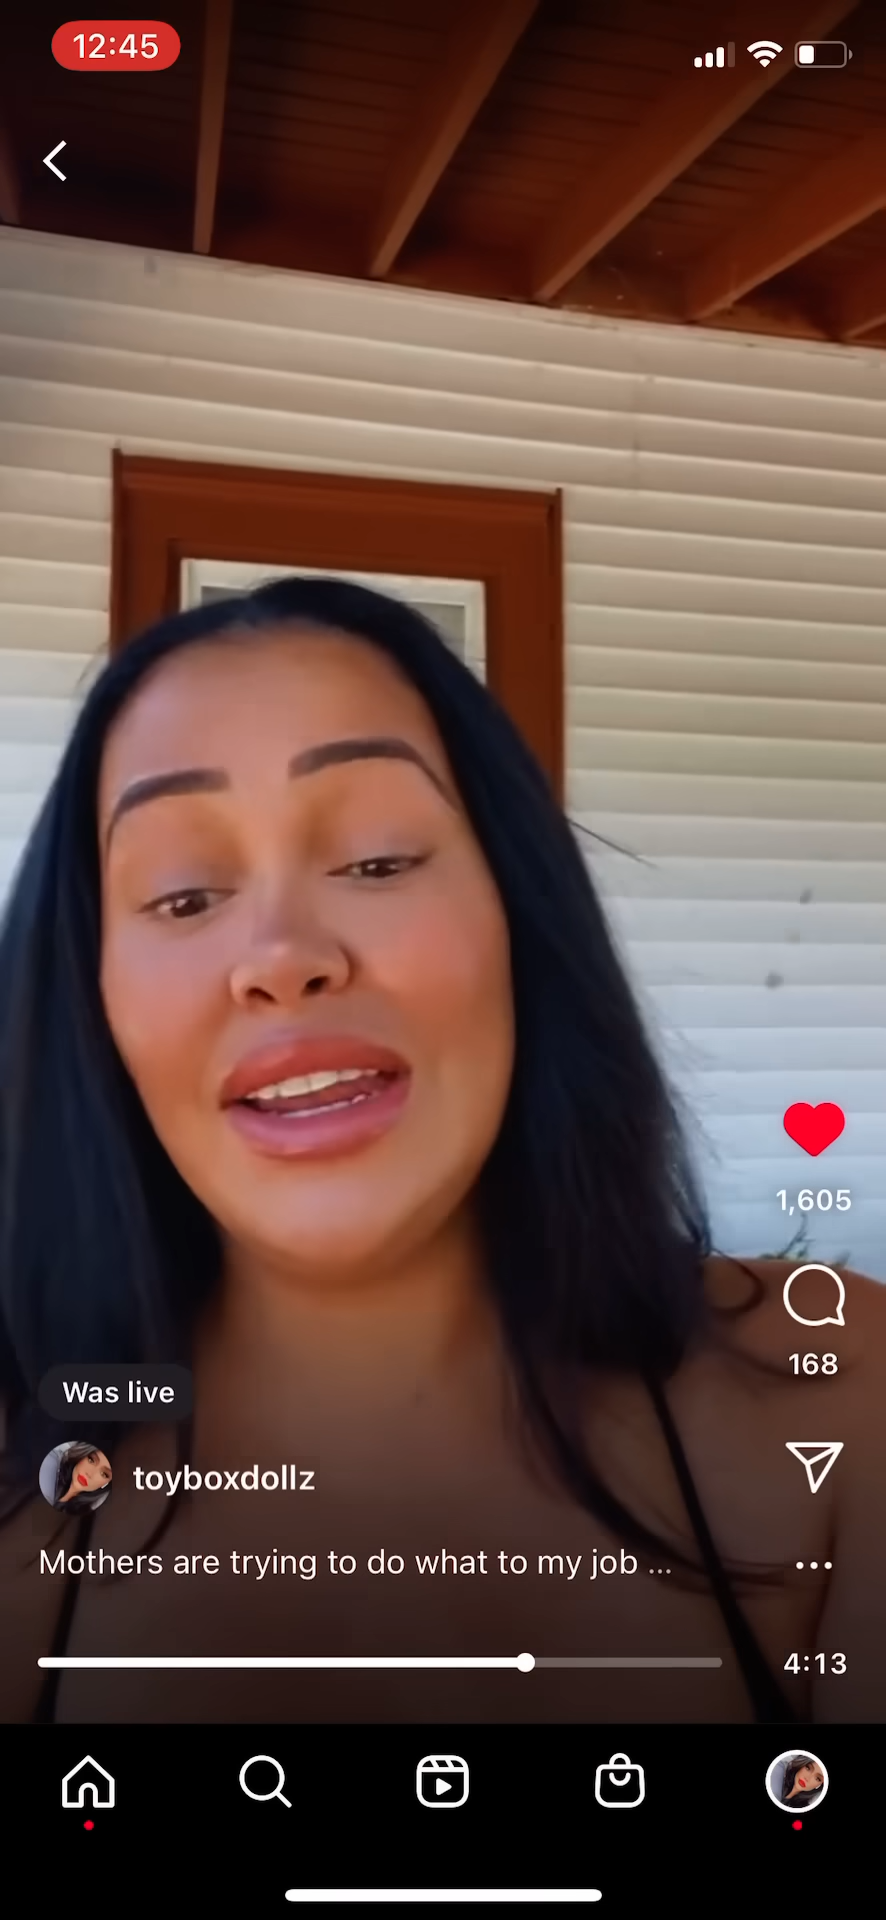 12:45
1,605
168
Was live
toyboxdollz
Mothers are trying to do what to my job ...
4:13